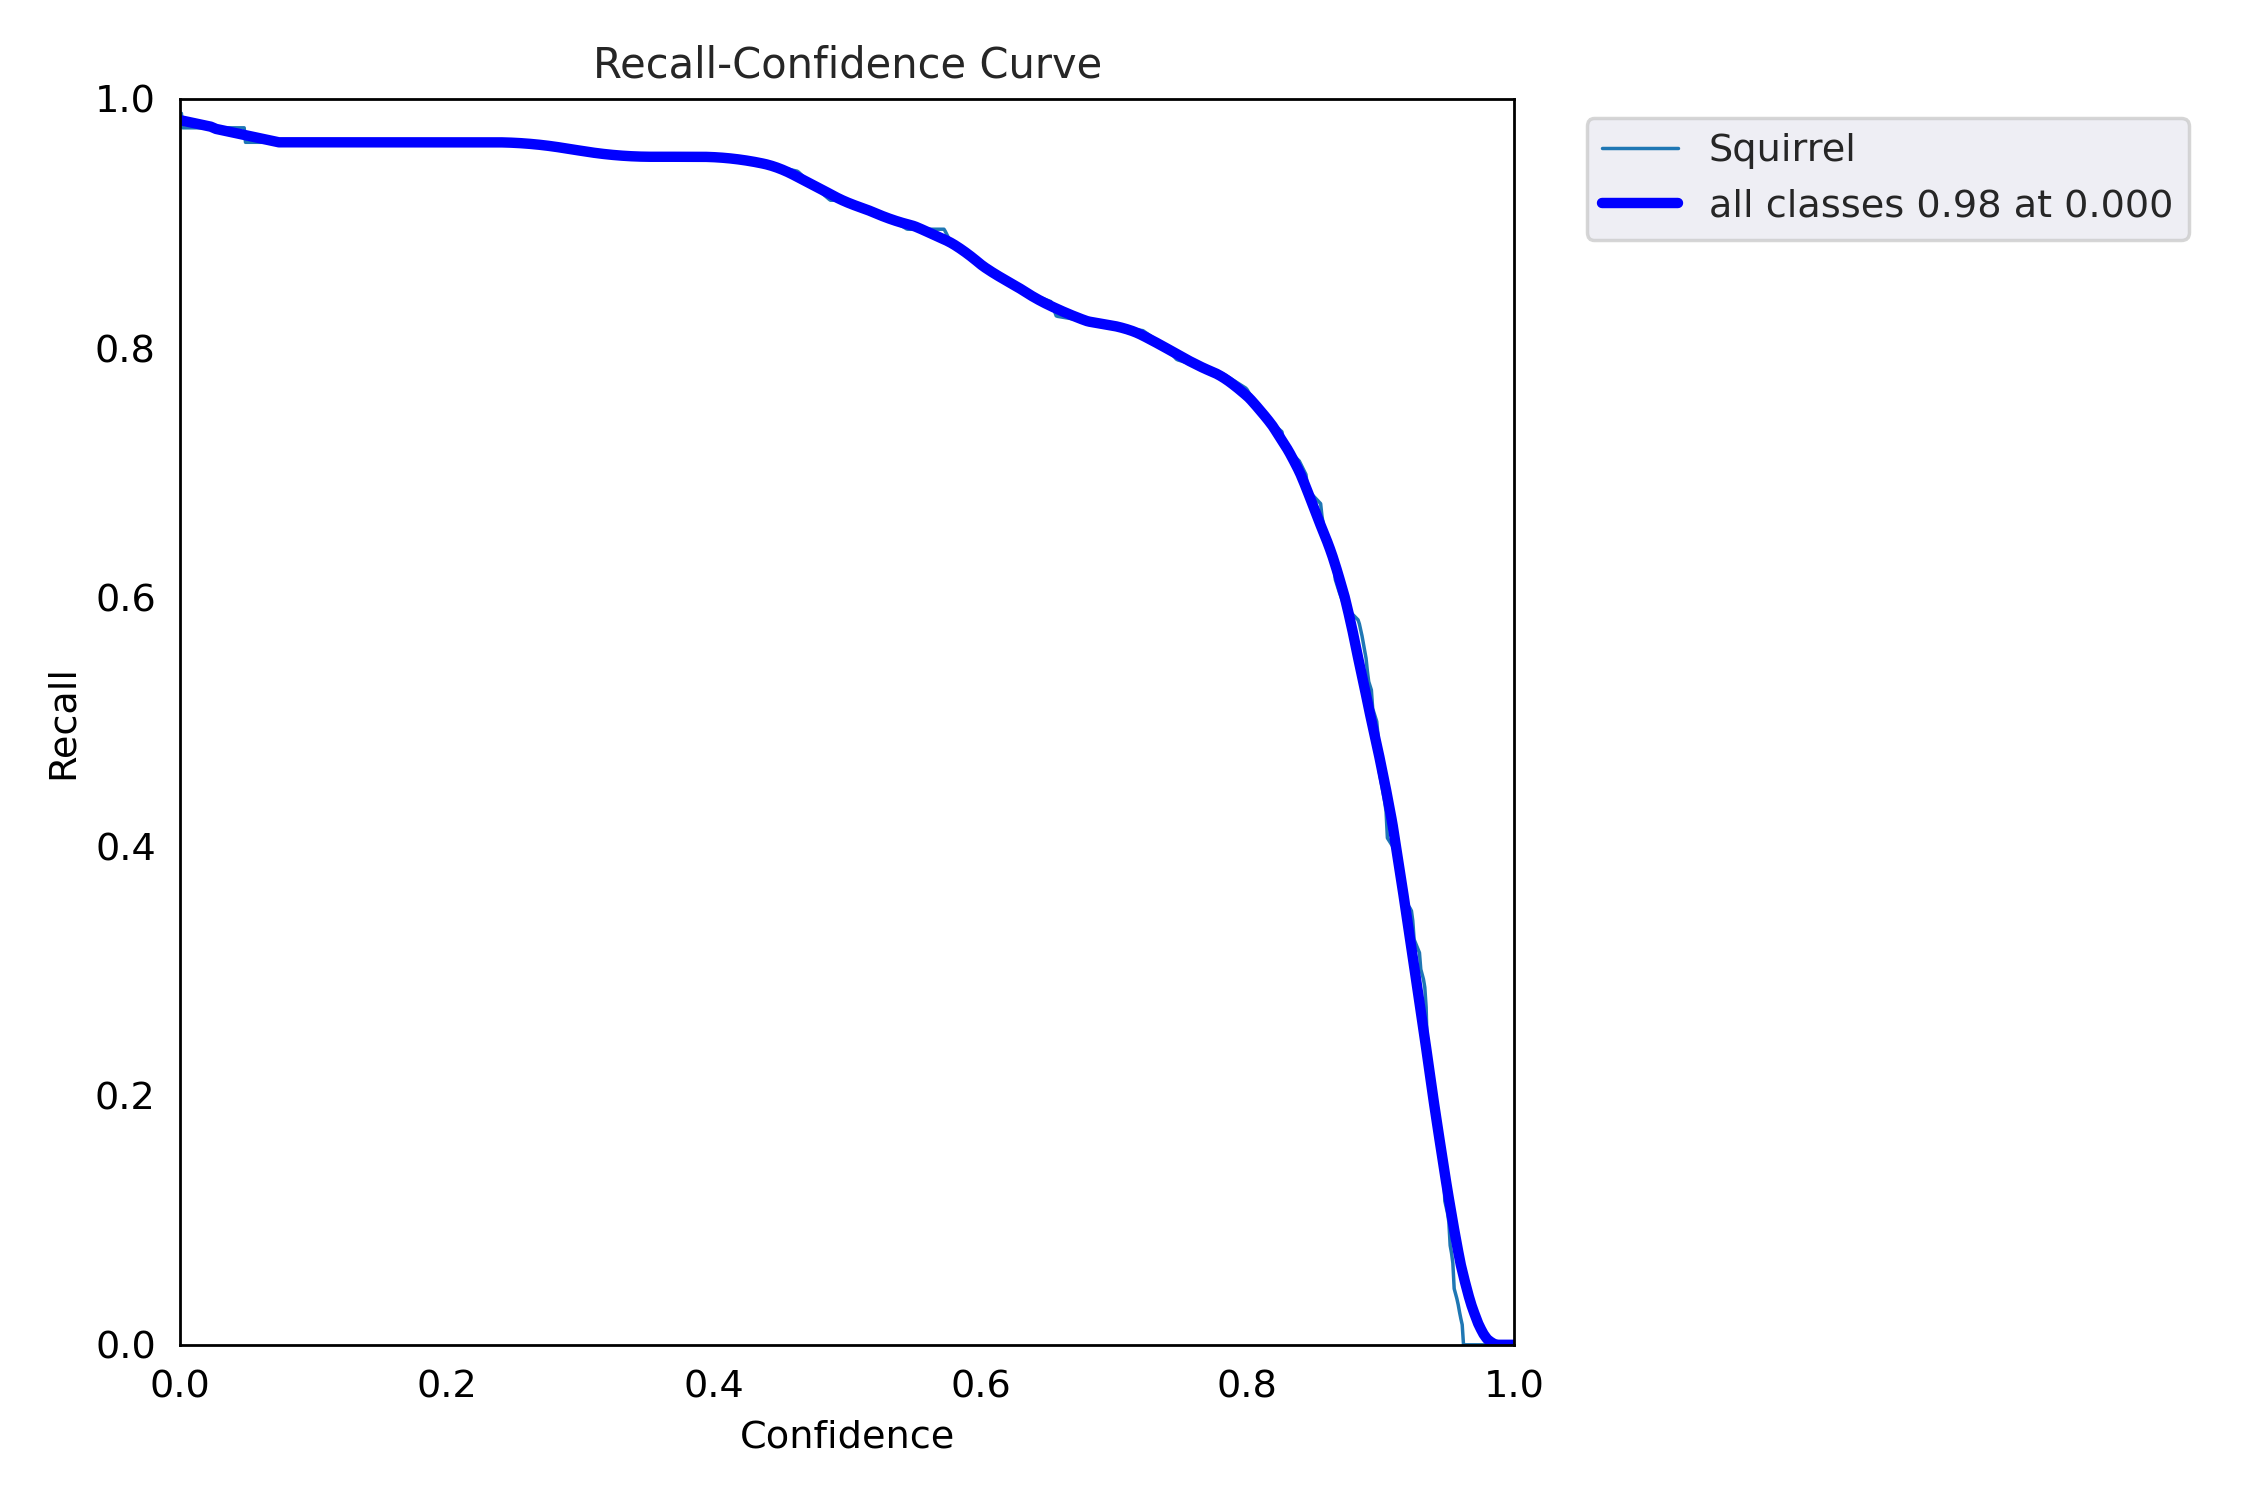 Recall-Confidence Curve
1.0
0.8
0.6
0.4
0.2
0.0
Recall
0.0 0.2 0.4 0.6 0.8 1.0
Confidence
Squirrel
all classes 0.98 at 0.000